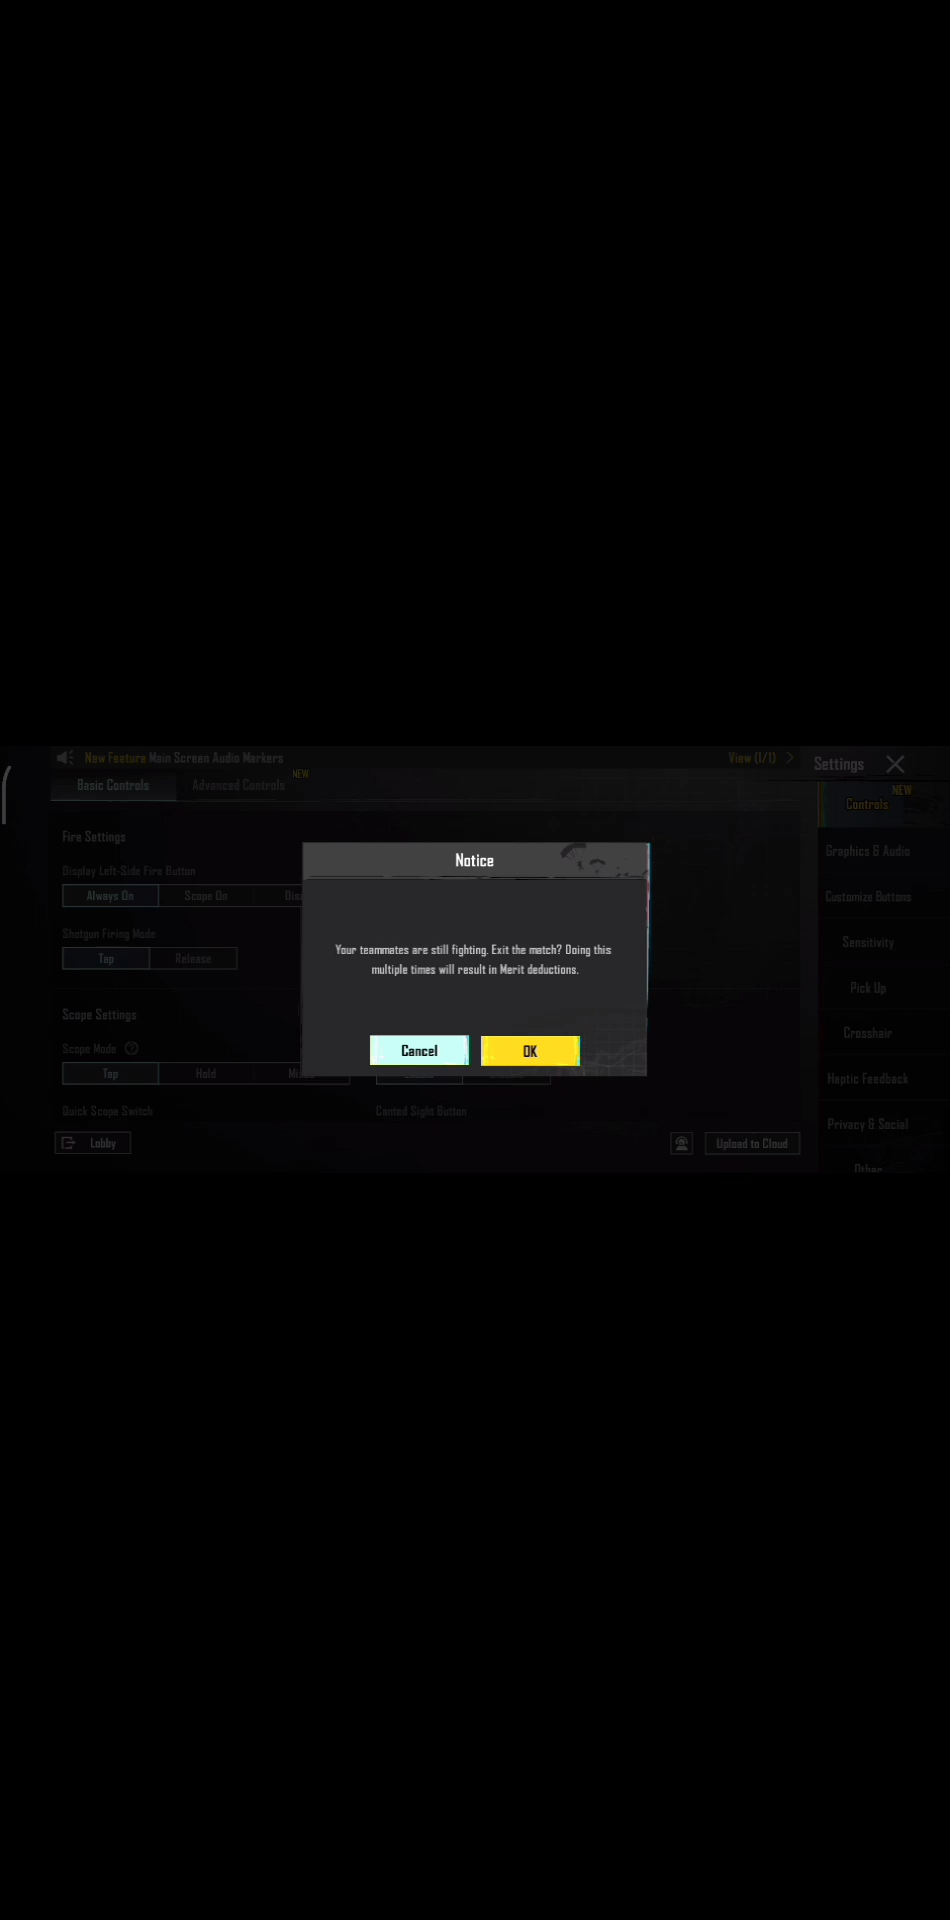 New Feature Main Screen Audio Markers
View (1/1)
Settings
Basic Controls
Advanced Controls
NEW
NEW
Controls
Fire Settings
Display Left-Side Fire Button
Always On
Scope On
Shotgun Firing Mode
Tap
Release
Scope Settings
Scope Mode
Tap
Hold
Quick Scope Switch
Canted Sight Button
Notice
Your teammates are still fighting. Exit the match? Doing this
multiple times will result in Merit deductions.
Cancel
OK
Graphics & Audio
Customize Buttons
Sensitivity
Pick Up
Crosshair
Haptic Feedback
Privacy & Social
Other
Lobby
Upload to Cloud